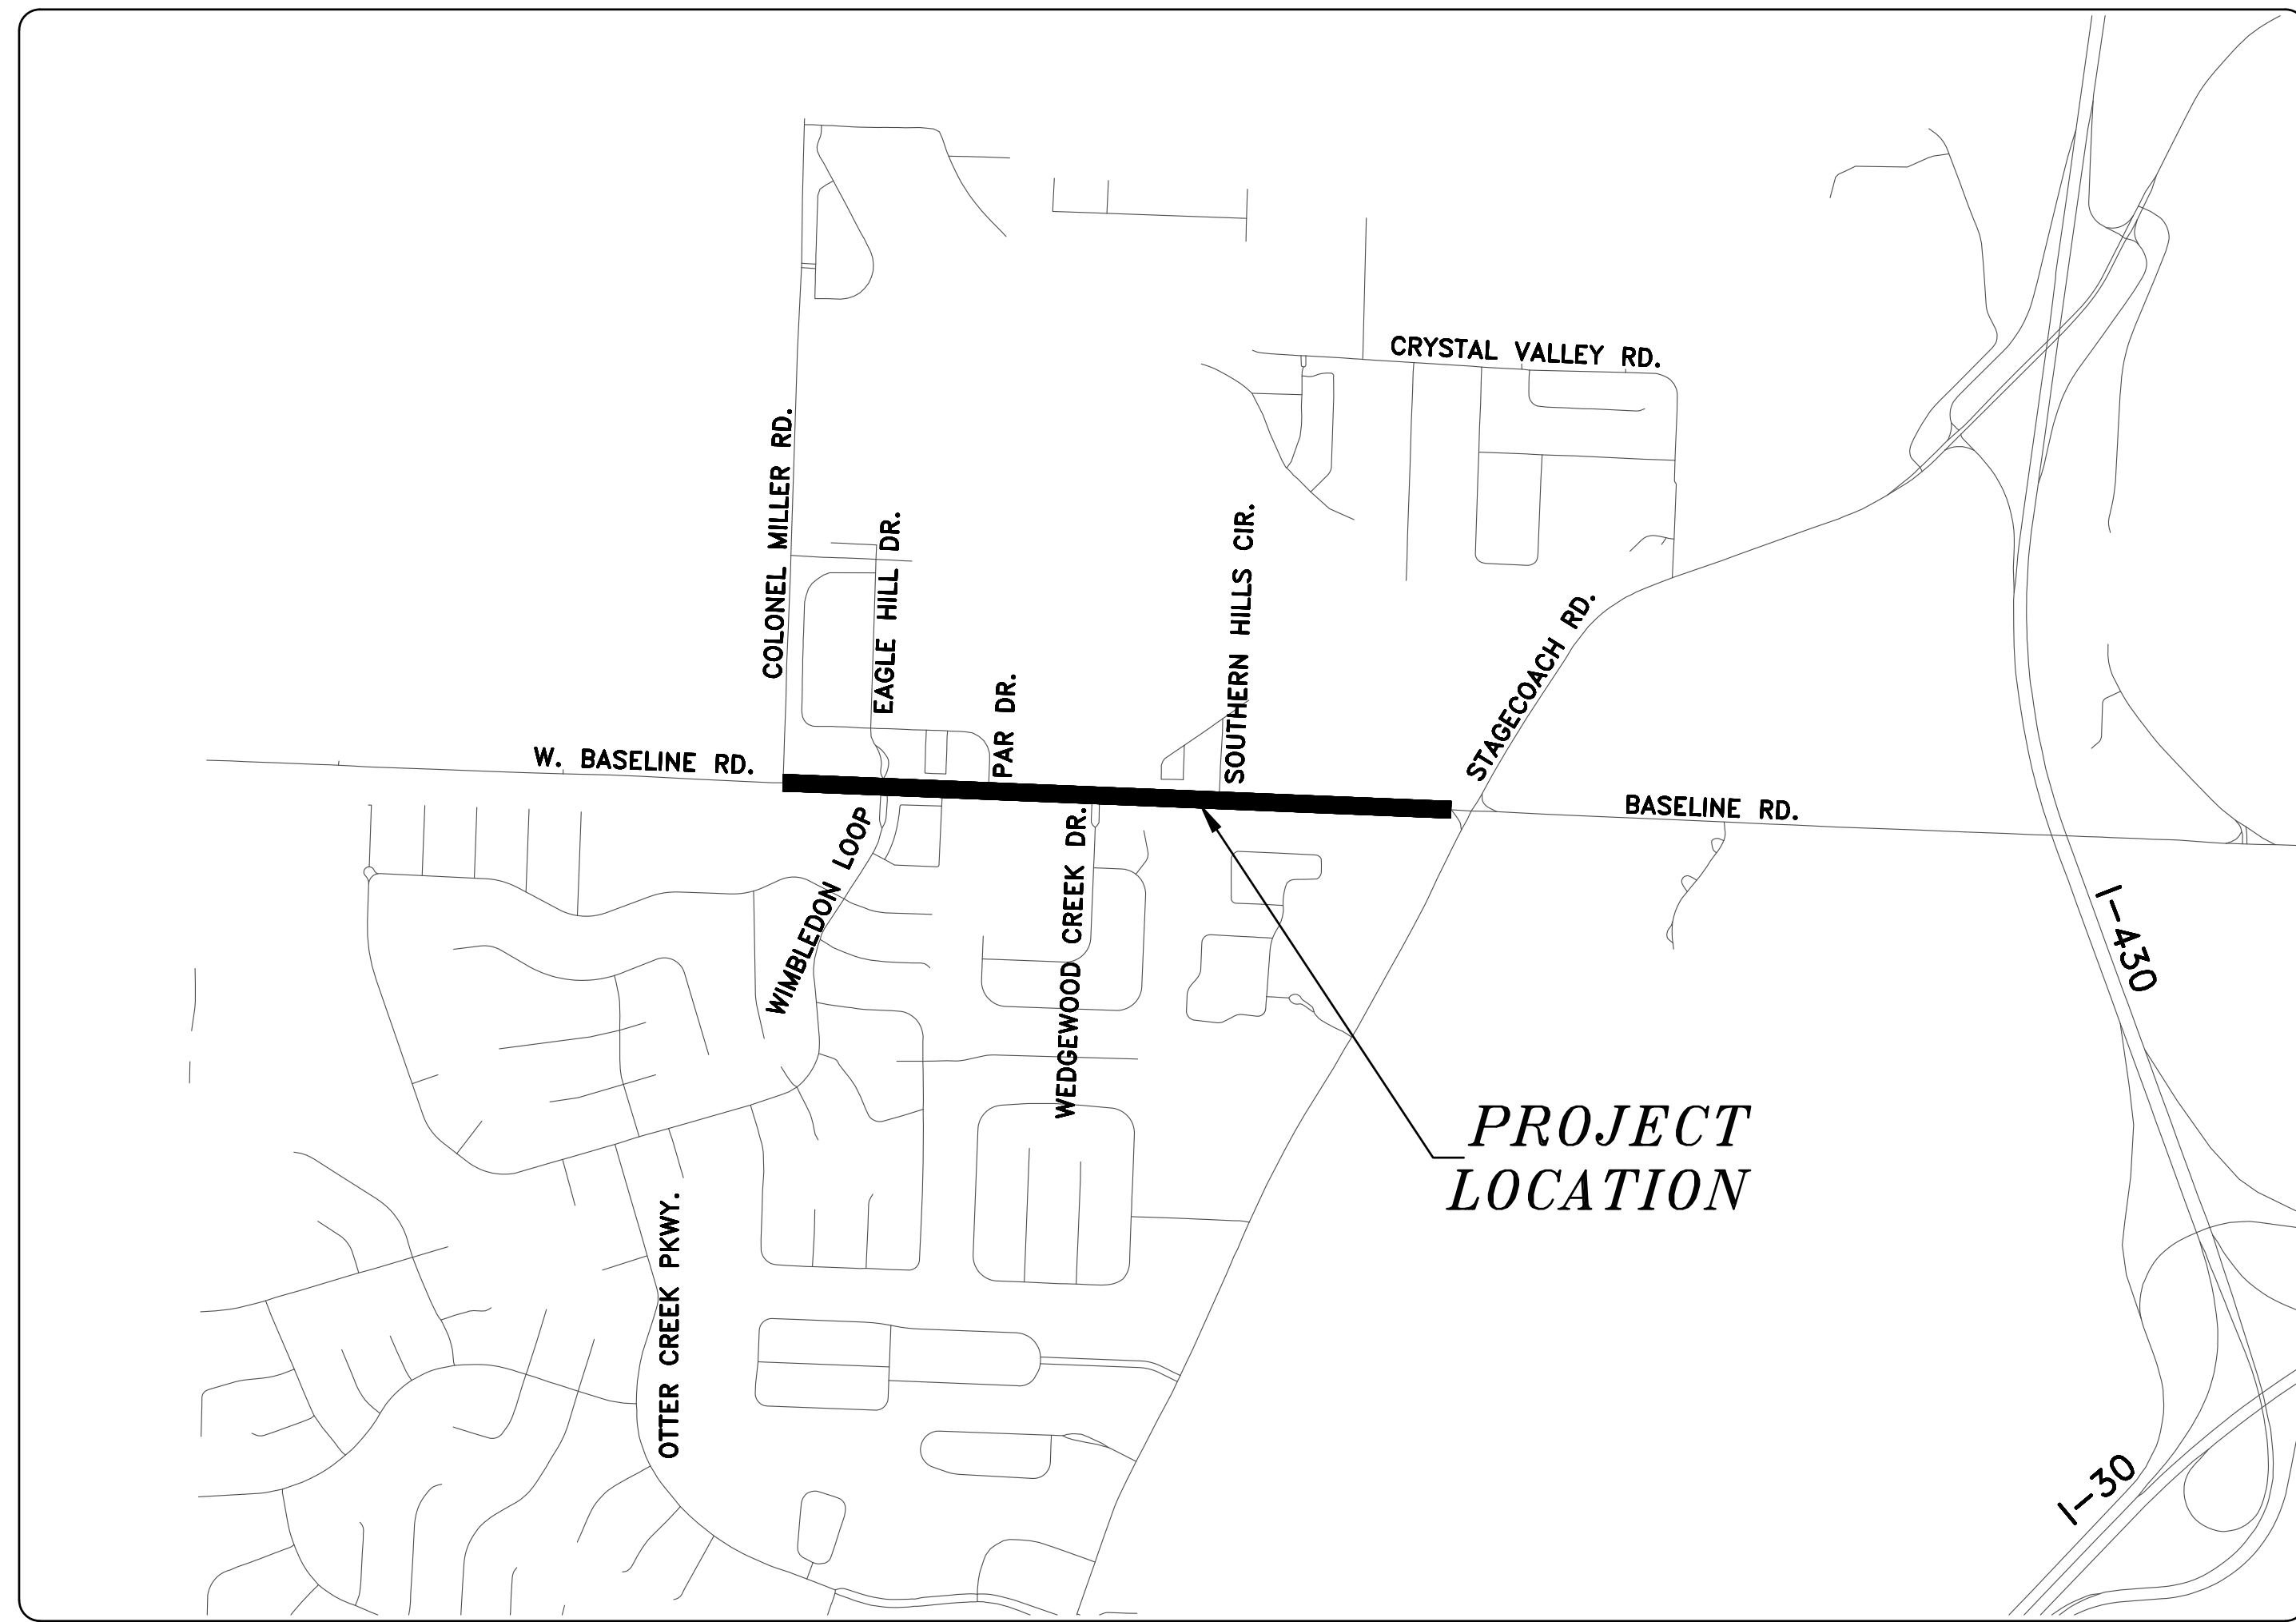 CRYSTAL VALLEY RD.
COLONEL MILLER RD.
EAGLE HILL DR.
SOUTHERN HILLS CIR.
STAGECOACH RD.
PAR DR.
W. BASELINE RD.
BASELINE RD.
WIMBLEDON LOOP
WEDGEWOOD CREEK DR.
I-430
PROJECT
LOCATION
OTTER CREEK PKWY.
I-30